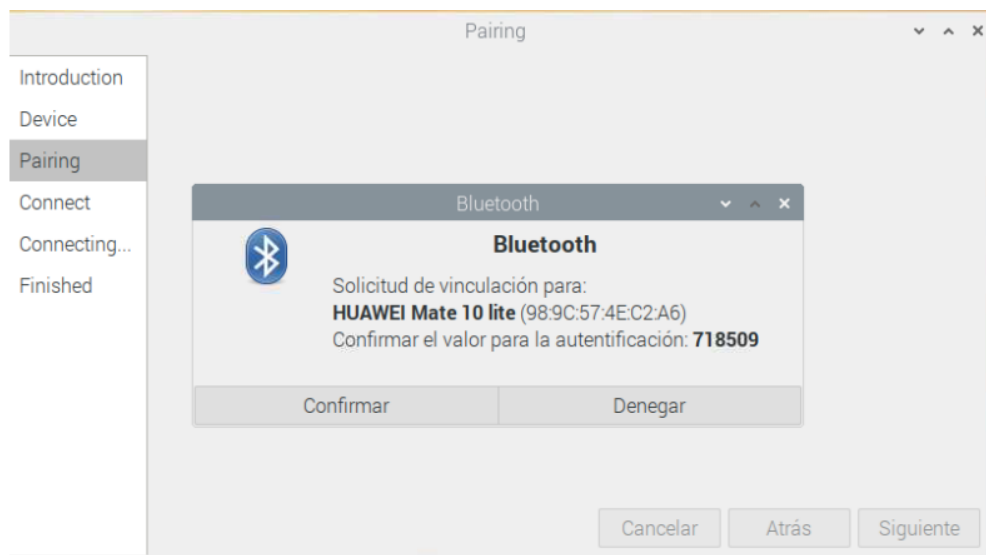 Pairing
Introduction
Device
Pairing
Connect
Connecting...
Finished
Bluetooth
Bluetooth
Solicitud de vinculación para:
HUAWEI Mate 10 lite (98:9C:57:4E:C2:A6)
Confirmar el valor para la autentificación: 718509
Confirmar Denegar
Cancelar Atrás Siguiente